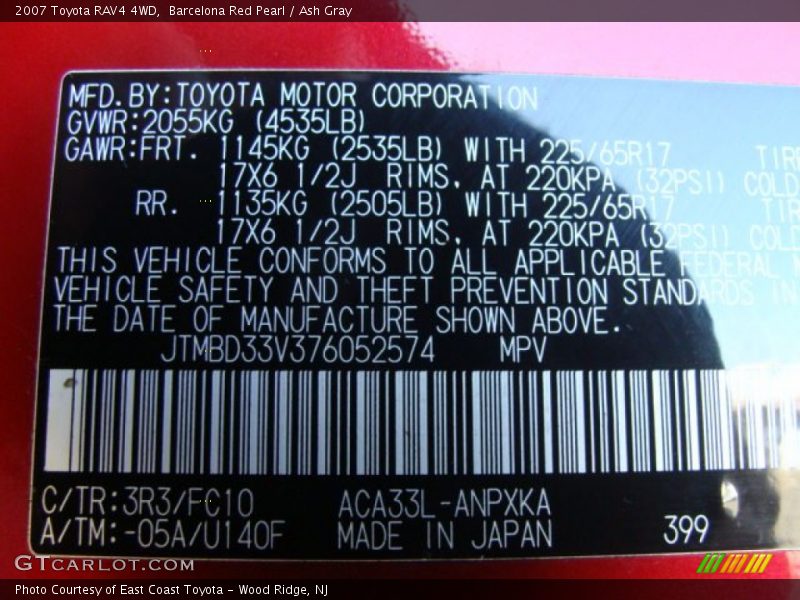 2007 Toyota RAV4 4WD,  Barcelona Red Pearl / Ash Gray
MFD.BY:TOYOTA MOTOR CORPORATION
GVWR:2055KG (4535LB)
GAWR:FRT. 1145KG (2535LB) WITH 225/65R17 TIRE
17X6 1/2J RIMS, AT 220KPA (32PSI) COLD
RR. 1135KG (2505LB) WITH 225/65R17 TIR
17X6 1/2J RIMS, AT 220KPA (32PSI) COLD
THIS VEHICLE CONFORMS TO ALL APPLICABLE FEDERAL M
VEHICLE SAFETY AND THEFT PREVENTION STANDARDS IN
THE DATE OF MANUFACTURE SHOWN ABOVE.
JTMBD33V376052574 MPV
C/TR:3R3/FC10 ACA33L-ANPXKA
A/TM:-05A/U140F MADE IN JAPAN 399
GTCARLOT.COM
Photo Courtesy of East Coast Toyota - Wood Ridge, NJ